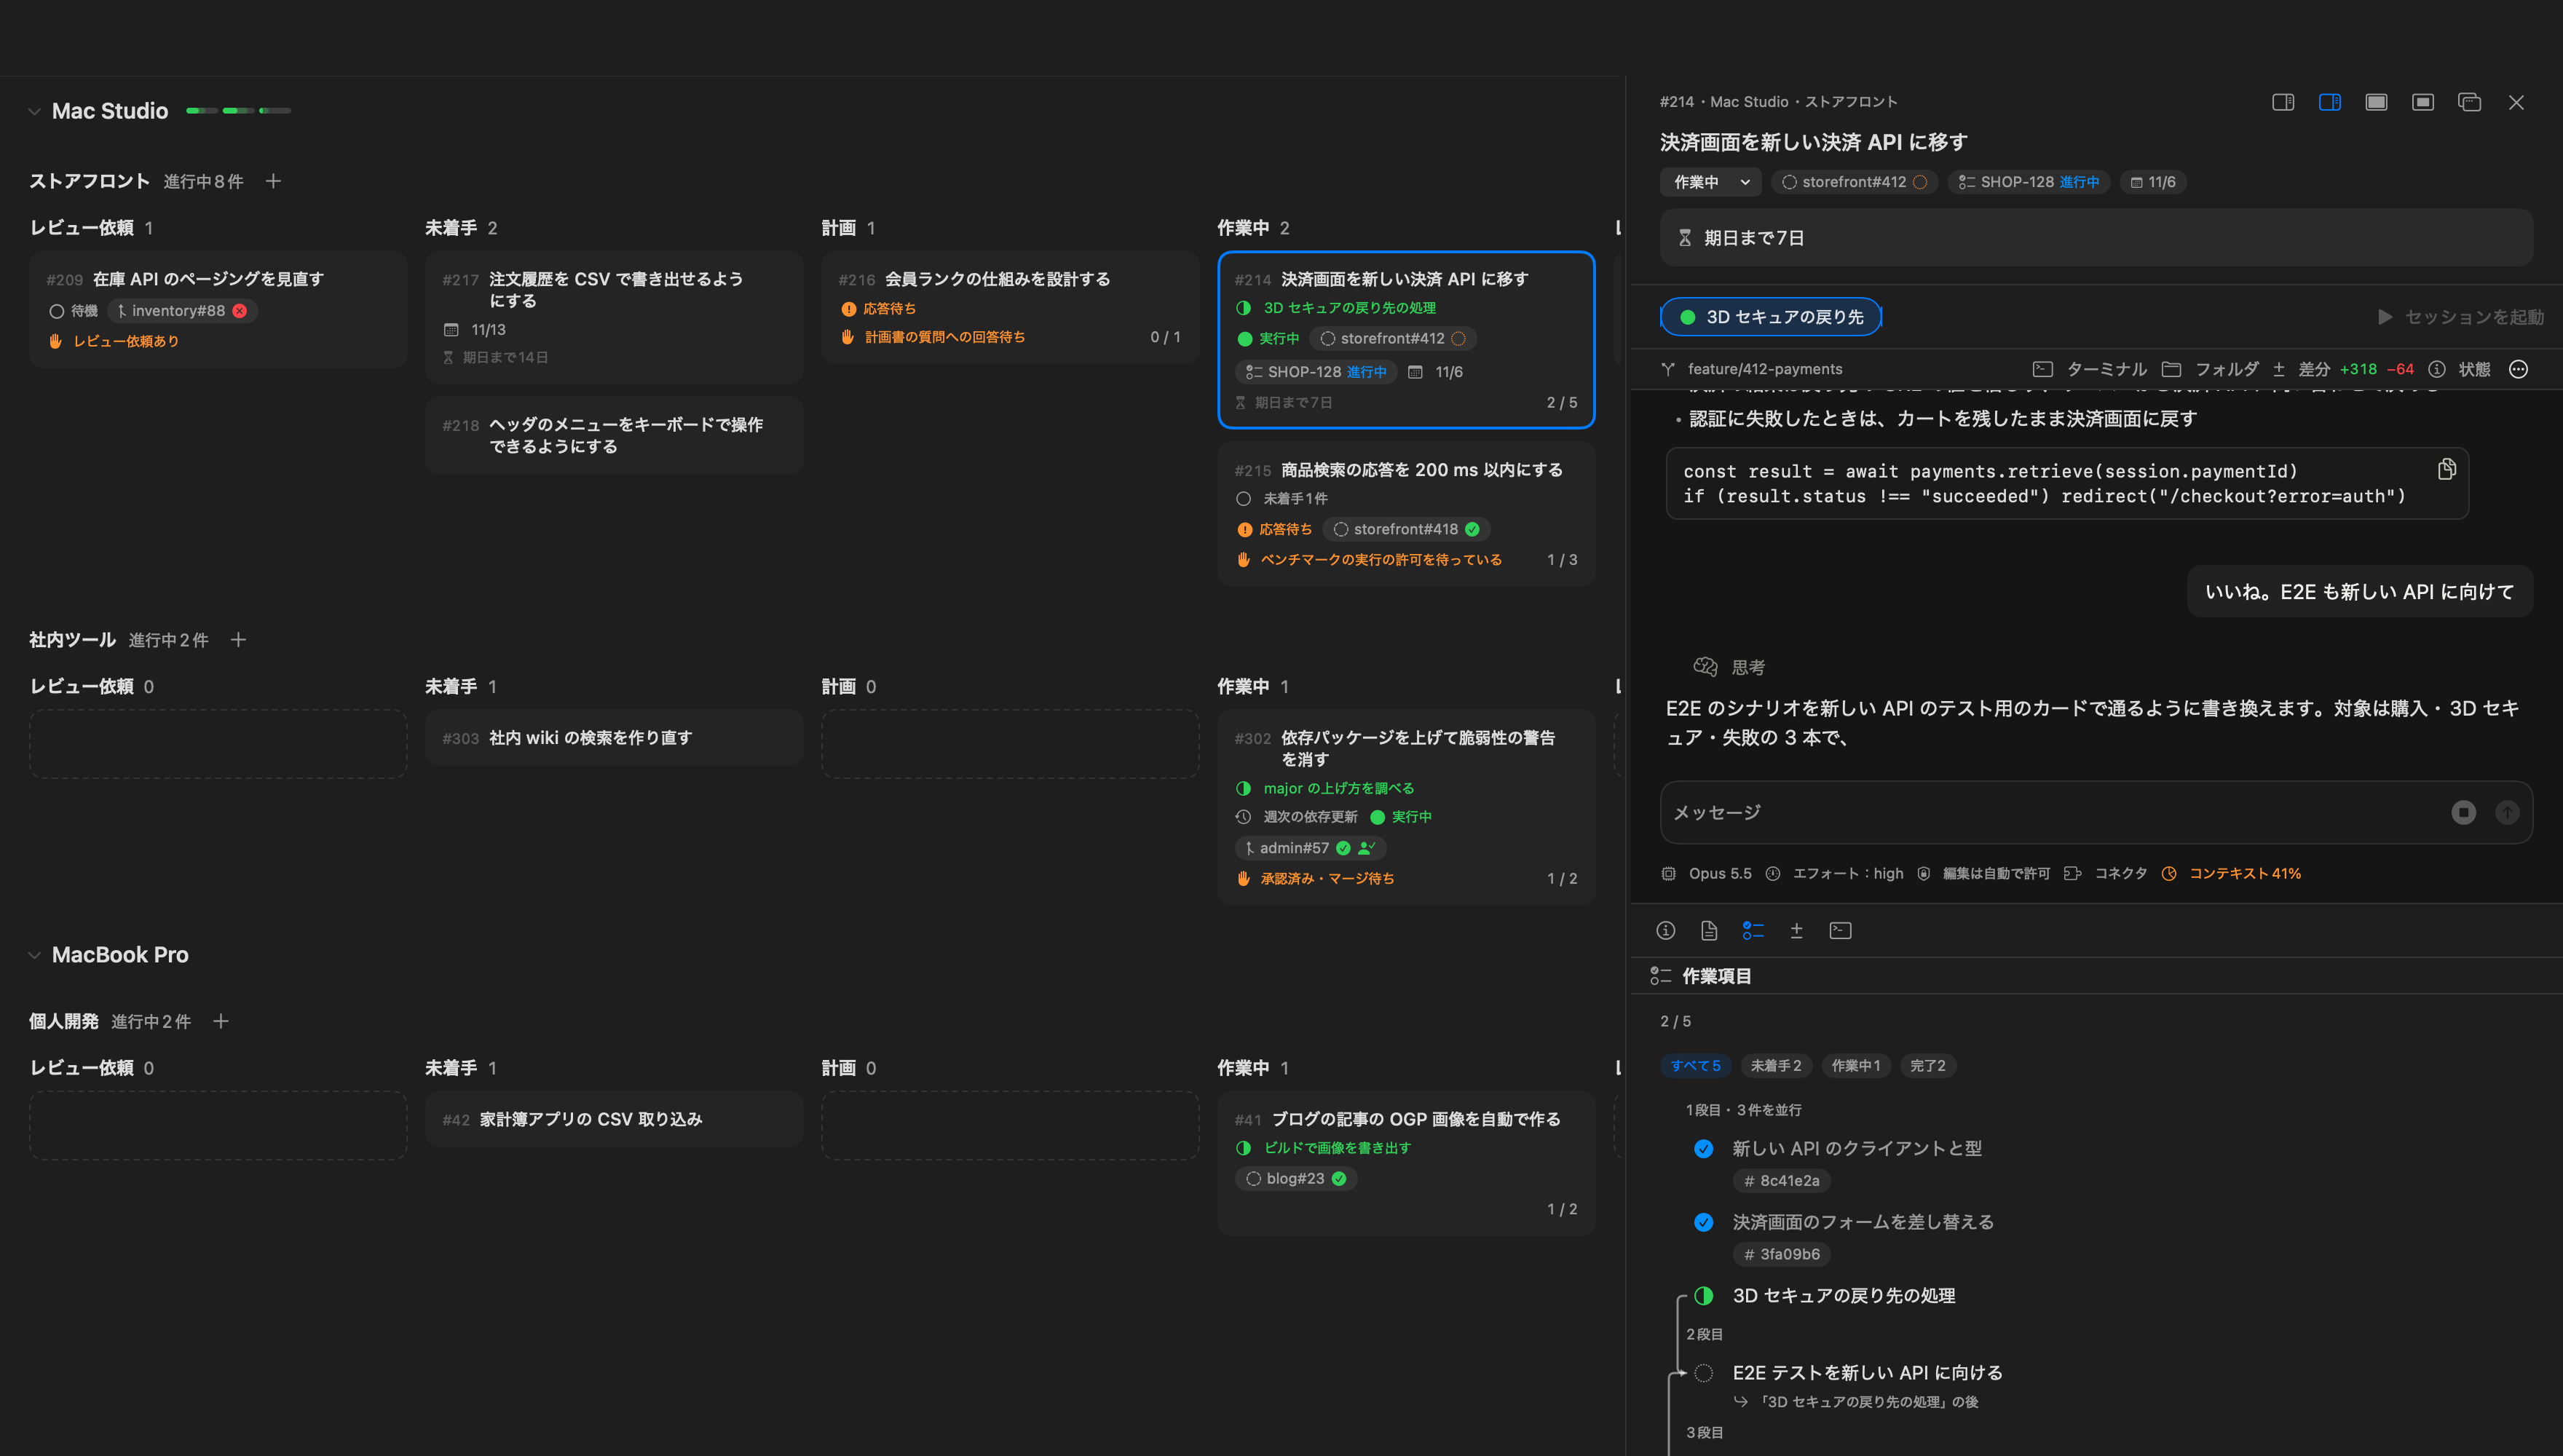 Mac Studio
ストアフロント 進行中8件
レビュー依頼 1
#209 在庫 API のページングを見直す
待機 inventory#88
レビュー依頼あり
未着手 2
#217 注文履歴を CSV で書き出せるよう
にする
11/13
期日まで14日
#218 ヘッダのメニューをキーボードで操作
できるようにする
計画 1
#216 会員ランクの仕組みを設計する
応答待ち
計画書の質問への回答待ち 0 / 1
作業中 2
#214 決済画面を新しい決済 API に移す
3D セキュアの戻り先の処理
実行中 storefront#412
SHOP-128 進行中 11/6
期日まで7日 2 / 5
#215 商品検索の応答を 200 ms 以内にする
未着手1件
応答待ち storefront#418
ベンチマークの実行の許可を待っている 1 / 3
社内ツール 進行中2件
レビュー依頼 0
未着手 1
#303 社内 wiki の検索を作り直す
計画 0
作業中 1
#302 依存パッケージを上げて脆弱性の警告
を消す
major の上げ方を調べる
週次の依存更新 実行中
admin#57
承認済み・マージ待ち 1 / 2
MacBook Pro
個人開発 進行中2件
レビュー依頼 0
未着手 1
#42 家計簿アプリの CSV 取り込み
計画 0
作業中 1
#41 ブログの記事の OGP 画像を自動で作る
ビルドで画像を書き出す
blog#23
1 / 2
#214・Mac Studio・ストアフロント
決済画面を新しい決済 API に移す
作業中 storefront#412 SHOP-128 進行中 11/6
期日まで7日
3D セキュアの戻り先 セッションを起動
feature/412-payments ターミナル フォルダ 差分 +318 −64 状態
・認証に失敗したときは、カートを残したまま決済画面に戻す
const result = await payments.retrieve(session.paymentId)
if (result.status !== "succeeded") redirect("/checkout?error=auth")
いいね。E2E も新しい API に向けて
思考
E2E のシナリオを新しい API のテスト用のカードで通るように書き換えます。対象は購入・3D セキ
ュア・失敗の 3 本で、
メッセージ
Opus 5.5 エフォート：high 編集は自動で許可 コネクタ コンテキスト41%
作業項目
2 / 5
すべて5 未着手2 作業中1 完了2
1段目・3件を並行
新しい API のクライアントと型
# 8c41e2a
決済画面のフォームを差し替える
# 3fa09b6
3D セキュアの戻り先の処理
2段目
E2E テストを新しい API に向ける
「3D セキュアの戻り先の処理」の後
3段目